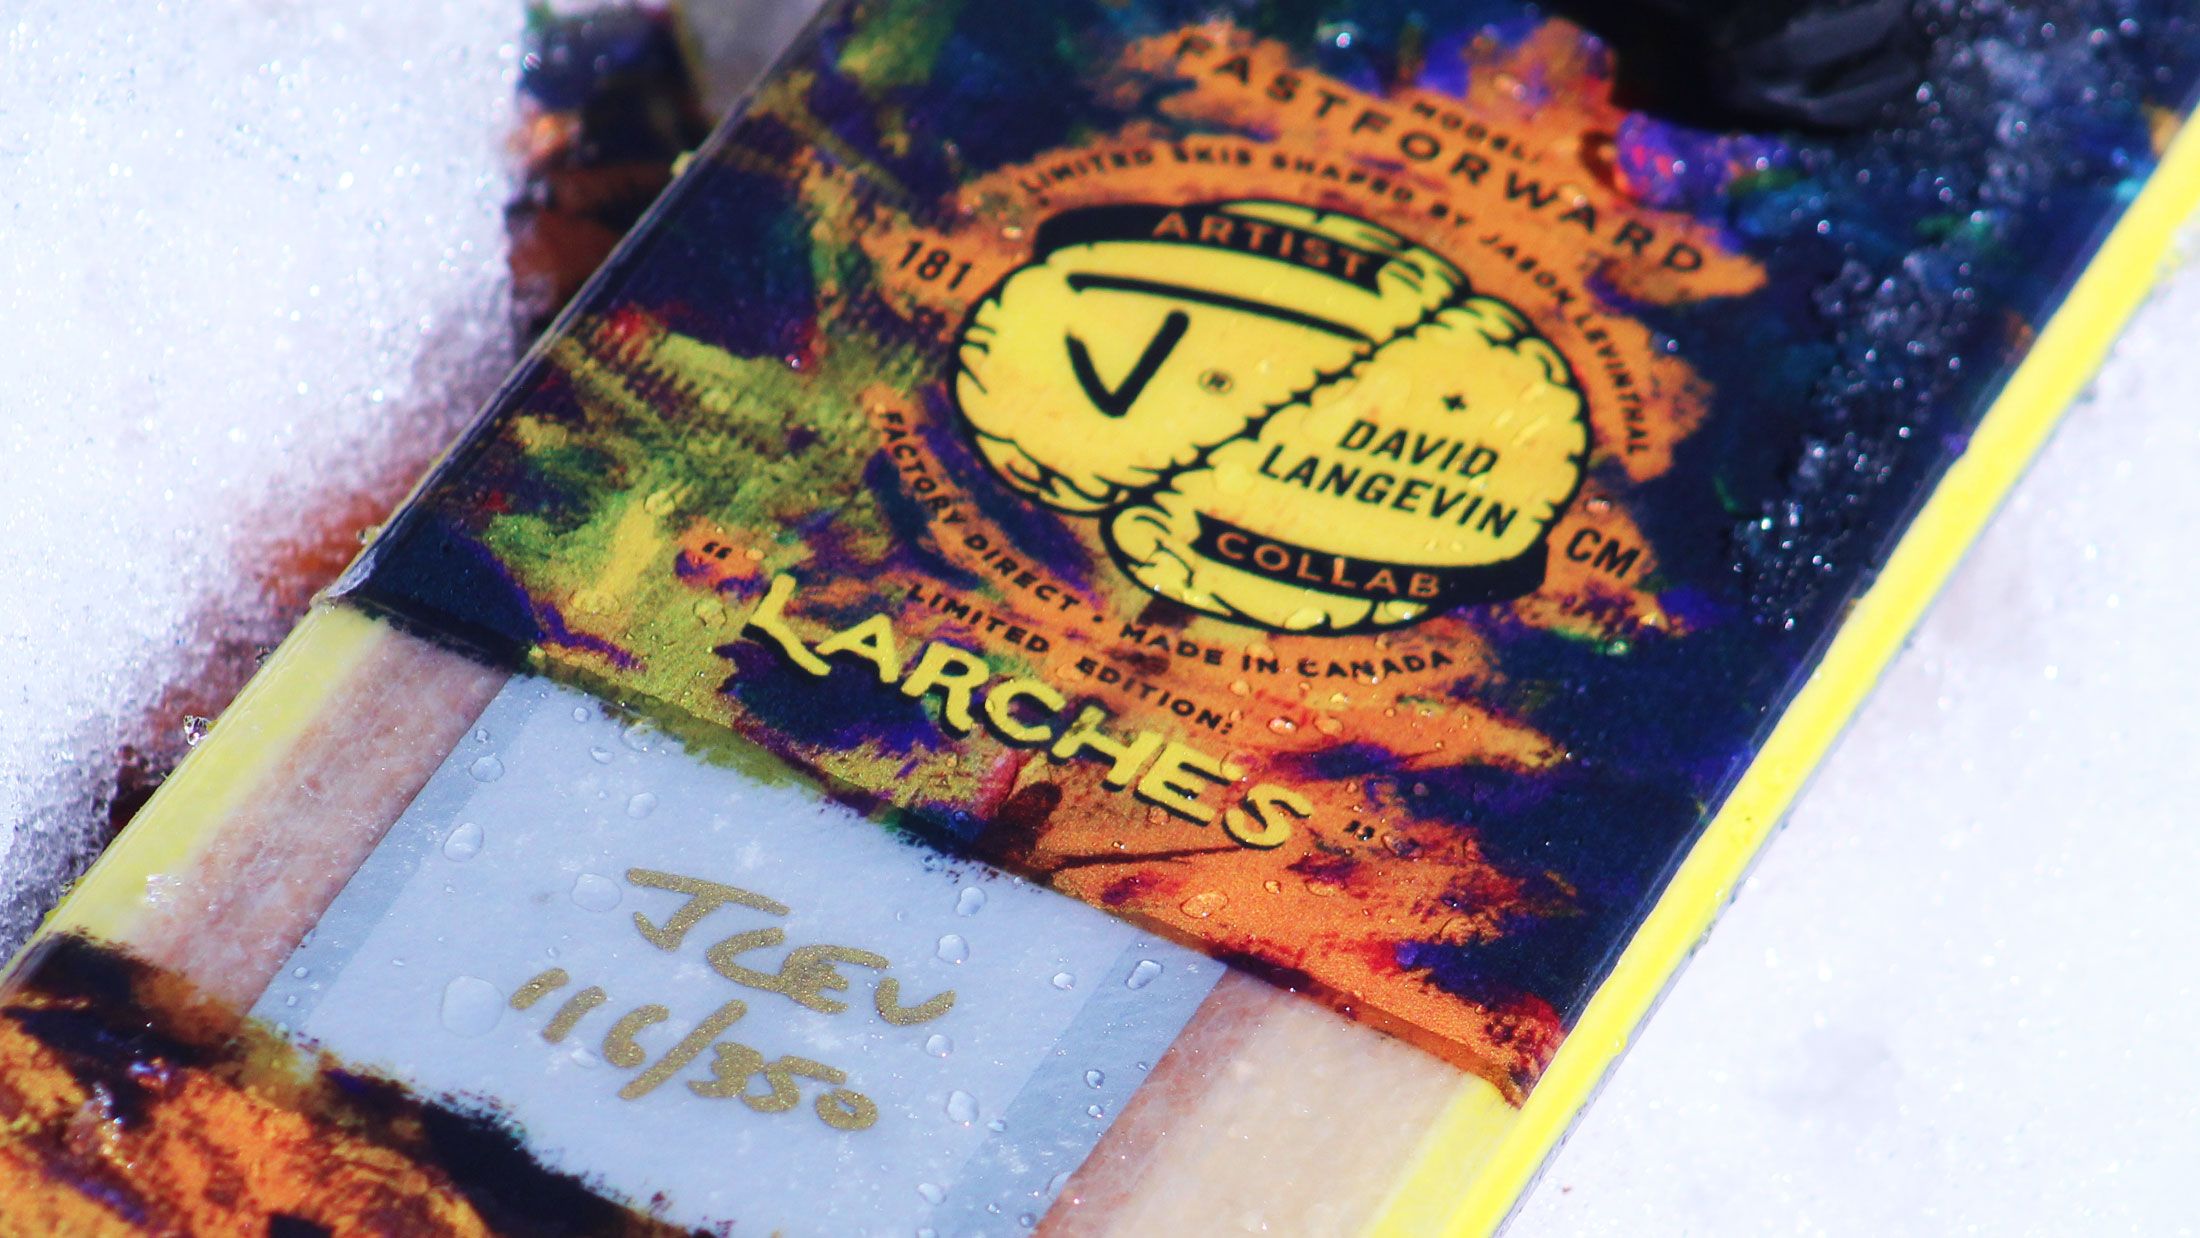 MODEL:
FASTFORWARD
LIMITED SKIS SHAPED BY JASON LEVINTHAL
ARTIST
181
J ®
+
DAVID
LANGEVIN
CM
COLLAB
FACTORY DIRECT • MADE IN CANADA
LIMITED EDITION:
"LARCHES"
JLEV
116/350